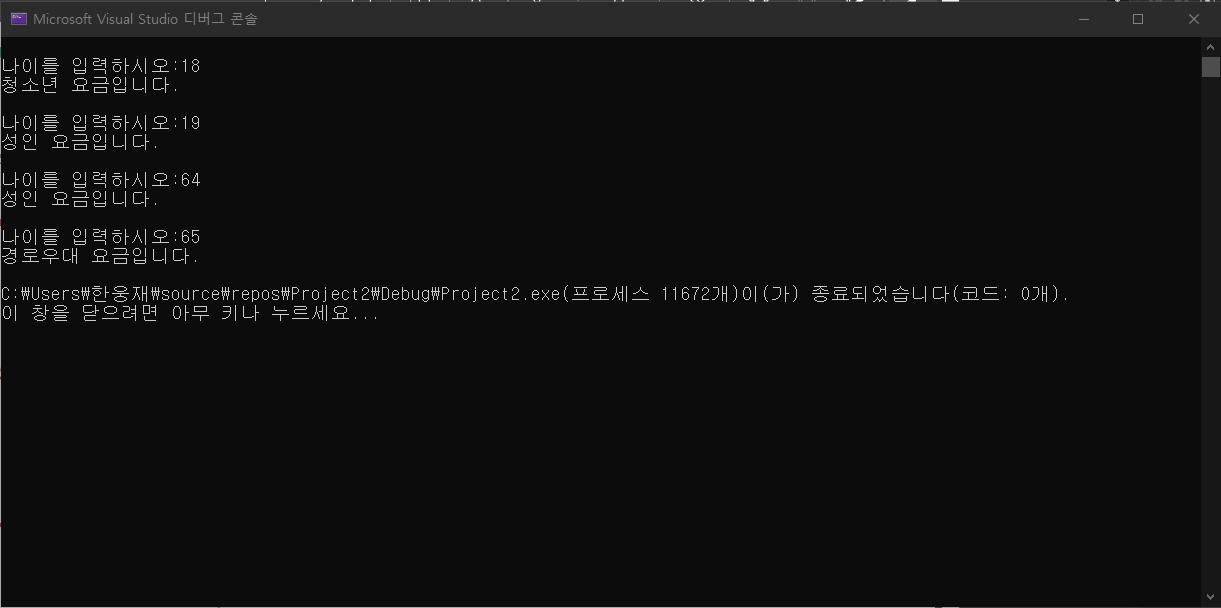 Microsoft Visual Studio 디버그 콘솔
나이를 입력하시오:18
청소년 요금입니다.
나이를 입력하시오:19
성인 요금입니다.
나이를 입력하시오:64
성인 요금입니다.
나이를 입력하시오:65
경로우대 요금입니다.
C:₩Users₩한웅재₩source₩repos₩Project2₩Debug₩Project2.exe(프로세스 11672개)이(가) 종료되었습니다(코드: 0개).
이 창을 닫으려면 아무 키나 누르세요...